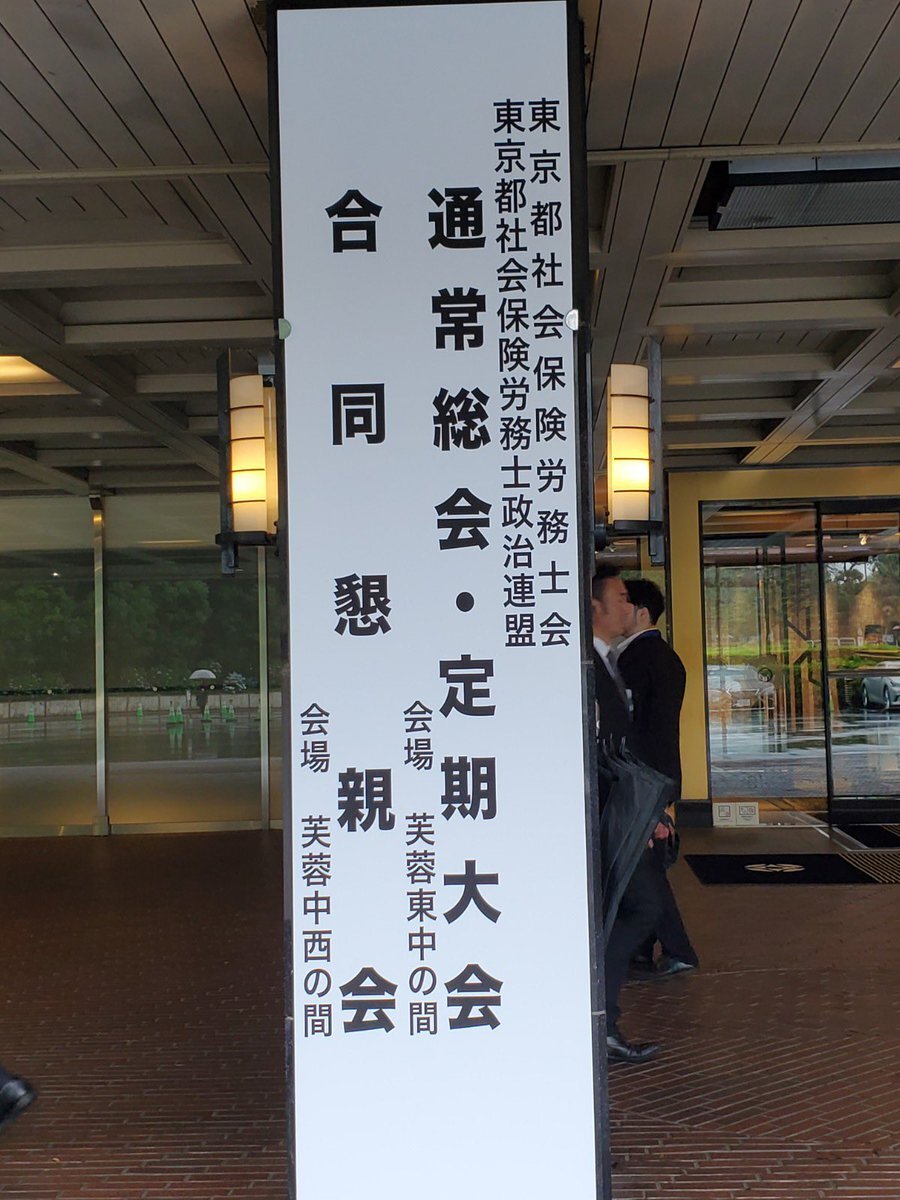 東京都社会保険労務士会
東京都社会保険労務士政治連盟
通常総会・定期大会
会場 芙蓉東中の間
合同懇親会
会場 芙蓉中西の間